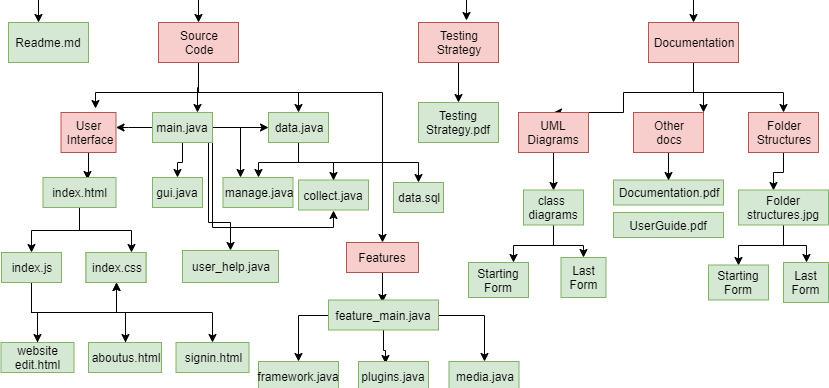 Readme.md
Source
Code
Testing
Strategy
Documentation
User
Interface
main.java
data.java
Testing
Strategy.pdf
UML
Diagrams
Other
docs
Folder
Structures
index.html
gui.java
manage.java
collect.java
data.sql
class
diagrams
Documentation.pdf
UserGuide.pdf
Folder
structures.jpg
index.js
index.css
user_help.java
Features
Starting
Form
Last
Form
Starting
Form
Last
Form
feature_main.java
website
edit.html
aboutus.html
signin.html
framework.java
plugins.java
media.java